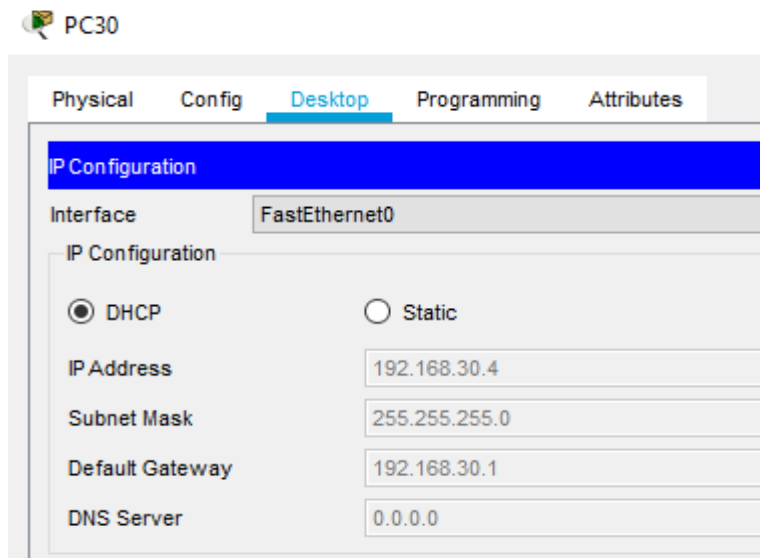 PC30
Physical Config Desktop Programming Attributes
IP Configuration
Interface FastEthernet0
IP Configuration
DHCP Static
IP Address 192.168.30.4
Subnet Mask 255.255.255.0
Default Gateway 192.168.30.1
DNS Server 0.0.0.0